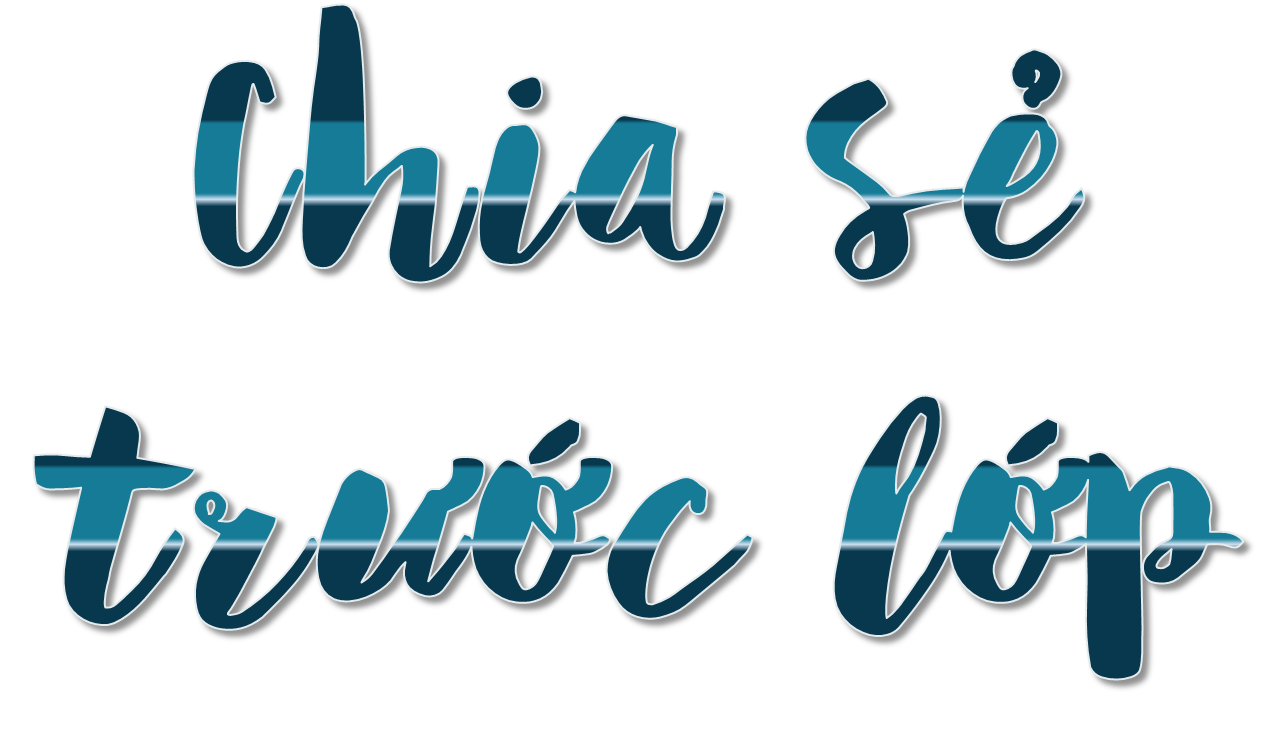 Chia sẻ
trước lớp